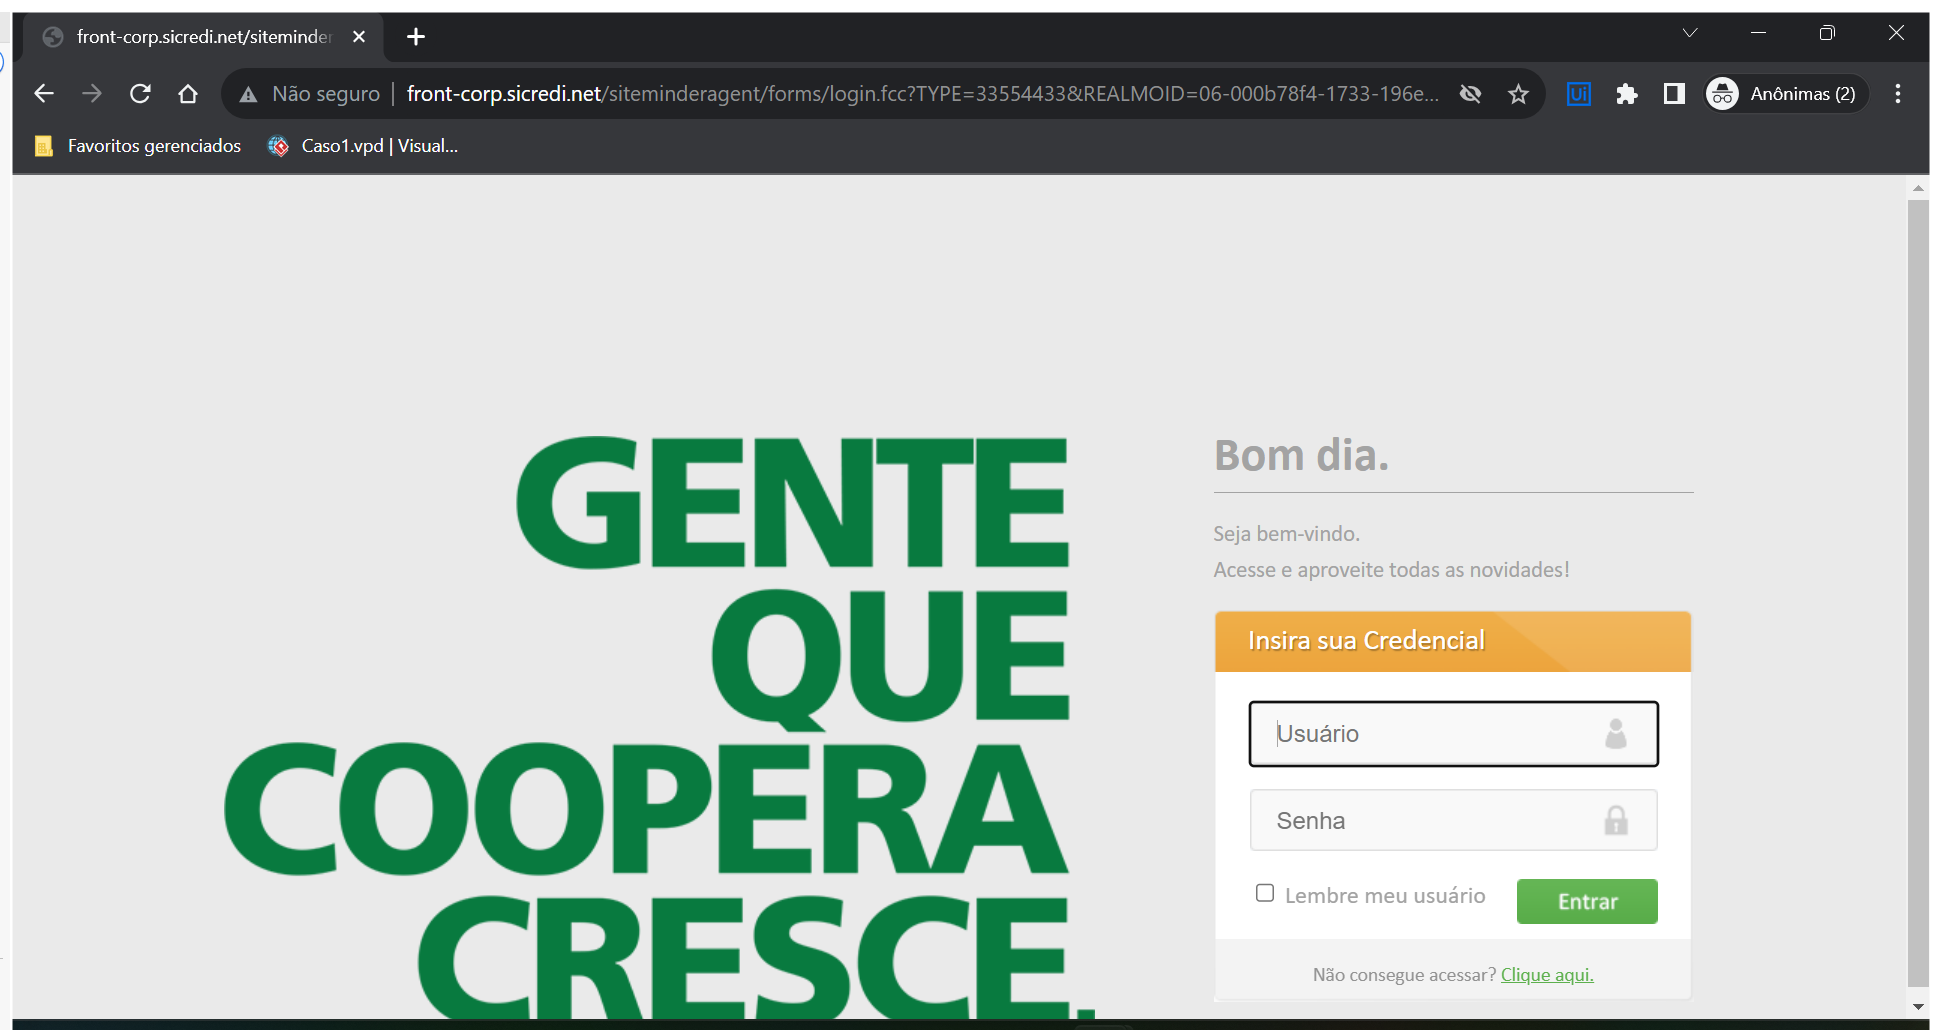 front-corp.sicredi.net/siteminder
Não seguro | front-corp.sicredi.net/siteminderagent/forms/login.fcc?TYPE=33554433&REALMOID=06-000b78f4-1733-196e...
Ui
Anônimas (2)
Favoritos gerenciados
Caso1.vpd | Visual...
GENTE
QUE
COOPERA
CRESCE.
Bom dia.
Seja bem-vindo.
Acesse e aproveite todas as novidades!
Insira sua Credencial
Usuário
Senha
Lembre meu usuário
Entrar
Não consegue acessar? Clique aqui.